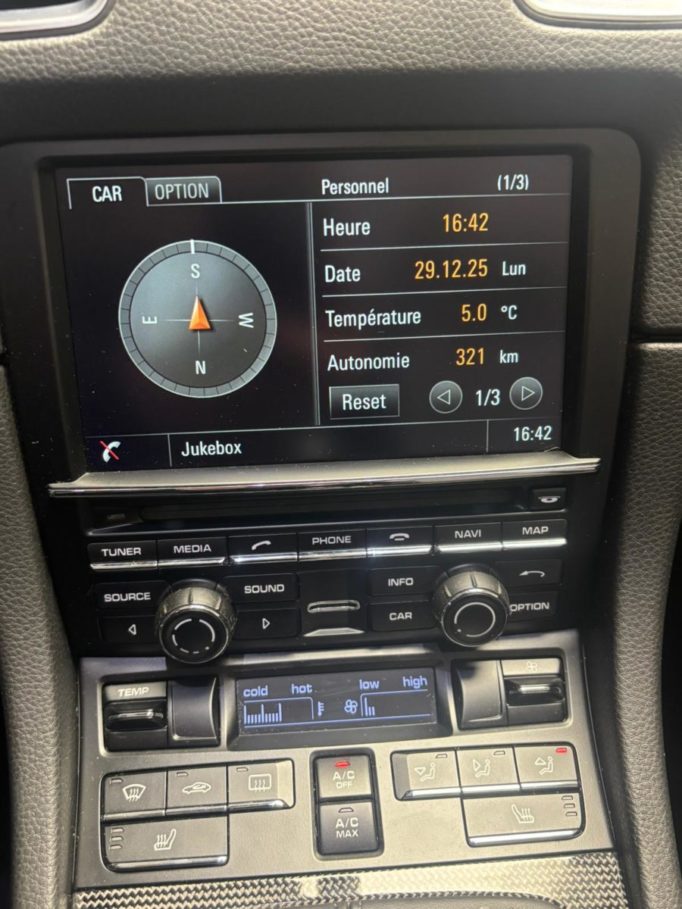 CAR OPTION Personnel (1/3)
Heure 16:42
Date 29.12.25 Lun
Température 5.0 °C
Autonomie 321 km
Reset 1/3
S
E W
N
Jukebox 16:42
TUNER MEDIA PHONE NAVI MAP
SOURCE SOUND INFO
CAR OPTION
TEMP cold hot low high
A/C
OFF
A/C
MAX